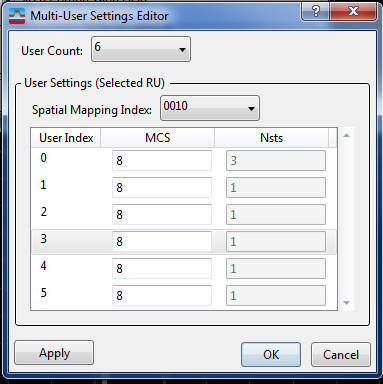 Multi-User Settings Editor
User Count: 6
User Settings (Selected RU)
Spatial Mapping Index: 0010
User Index MCS Nsts
0 8 3
1 8 1
2 8 1
3 8 1
4 8 1
5 8 1
Apply OK Cancel